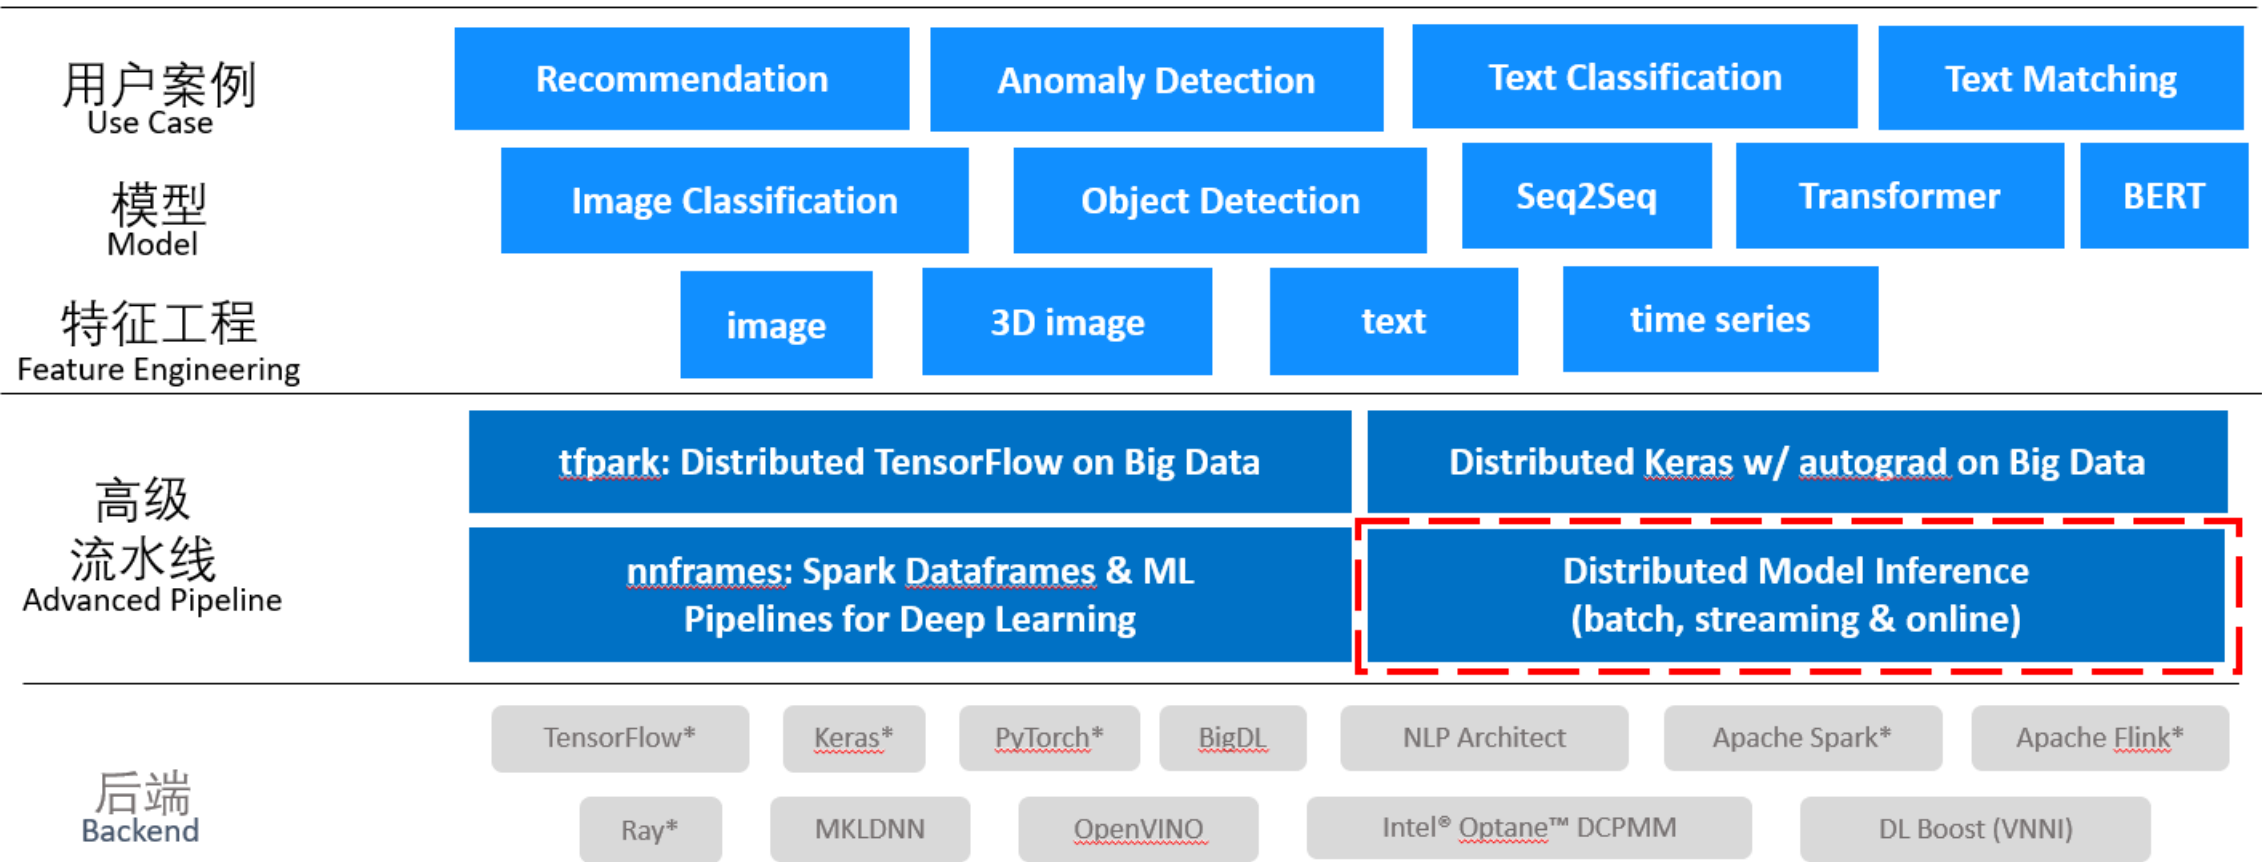 用户案例
Use Case
Recommendation
Anomaly Detection
Text Classification
Text Matching
模型
Model
Image Classification
Object Detection
Seq2Seq
Transformer
BERT
特征工程
Feature Engineering
image
3D image
text
time series
高级
流水线
Advanced Pipeline
tfpark: Distributed TensorFlow on Big Data
Distributed Keras w/ autograd on Big Data
nnframes: Spark Dataframes & ML
Pipelines for Deep Learning
Distributed Model Inference
(batch, streaming & online)
后端
Backend
TensorFlow*
Keras*
PyTorch*
BigDL
NLP Architect
Apache Spark*
Apache Flink*
Ray*
MKLDNN
OpenVINO
Intel® Optane™ DCPMM
DL Boost (VNNI)